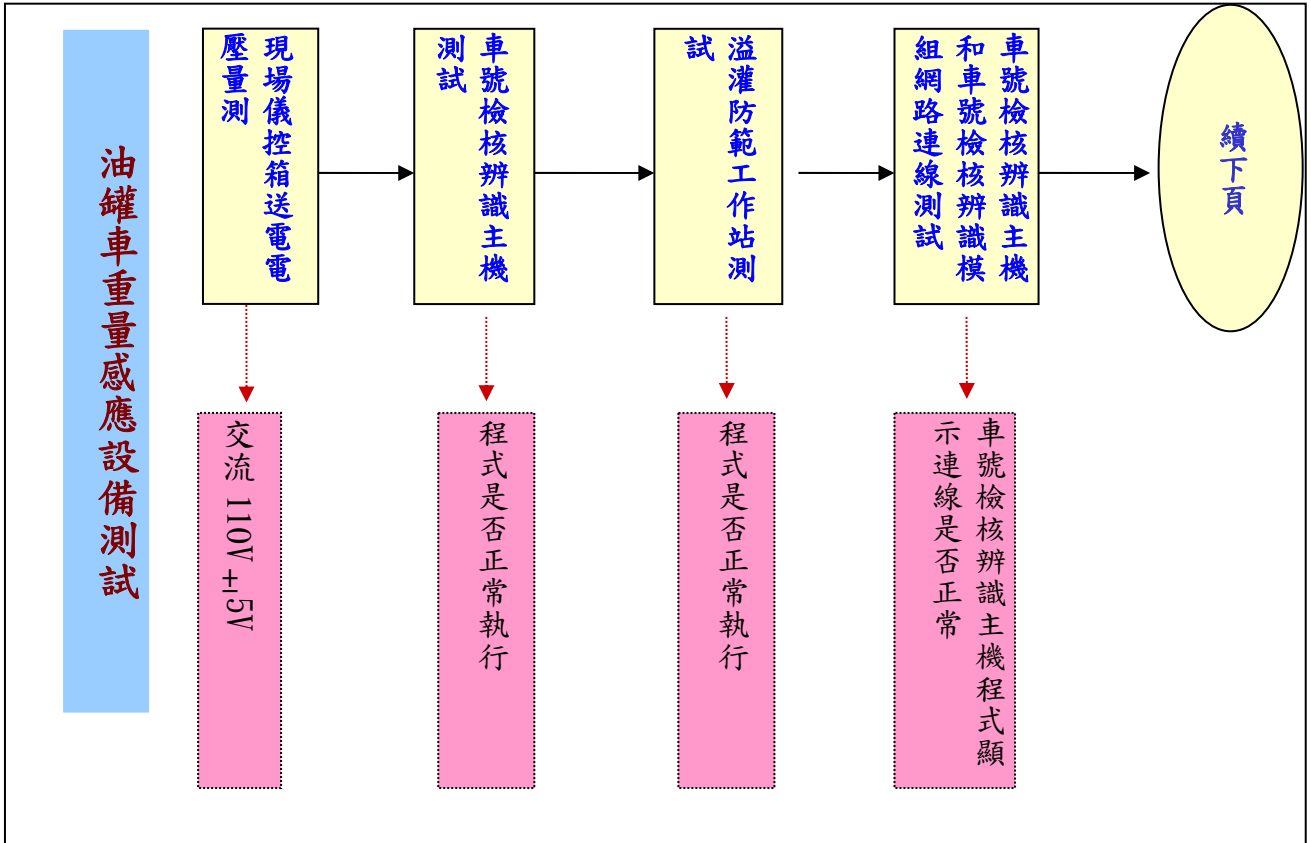 油罐車重量感應設備測試
現場儀控箱送電電
壓量測
車號檢核辨識主機
測試
溢灌防範工作站測
試
車號檢核辨識主機
和車號檢核辨識模
組網路連線測試
續下頁
交流 110V ±5V
程式是否正常執行
程式是否正常執行
車號檢核辨識主機程式顯
示連線是否正常